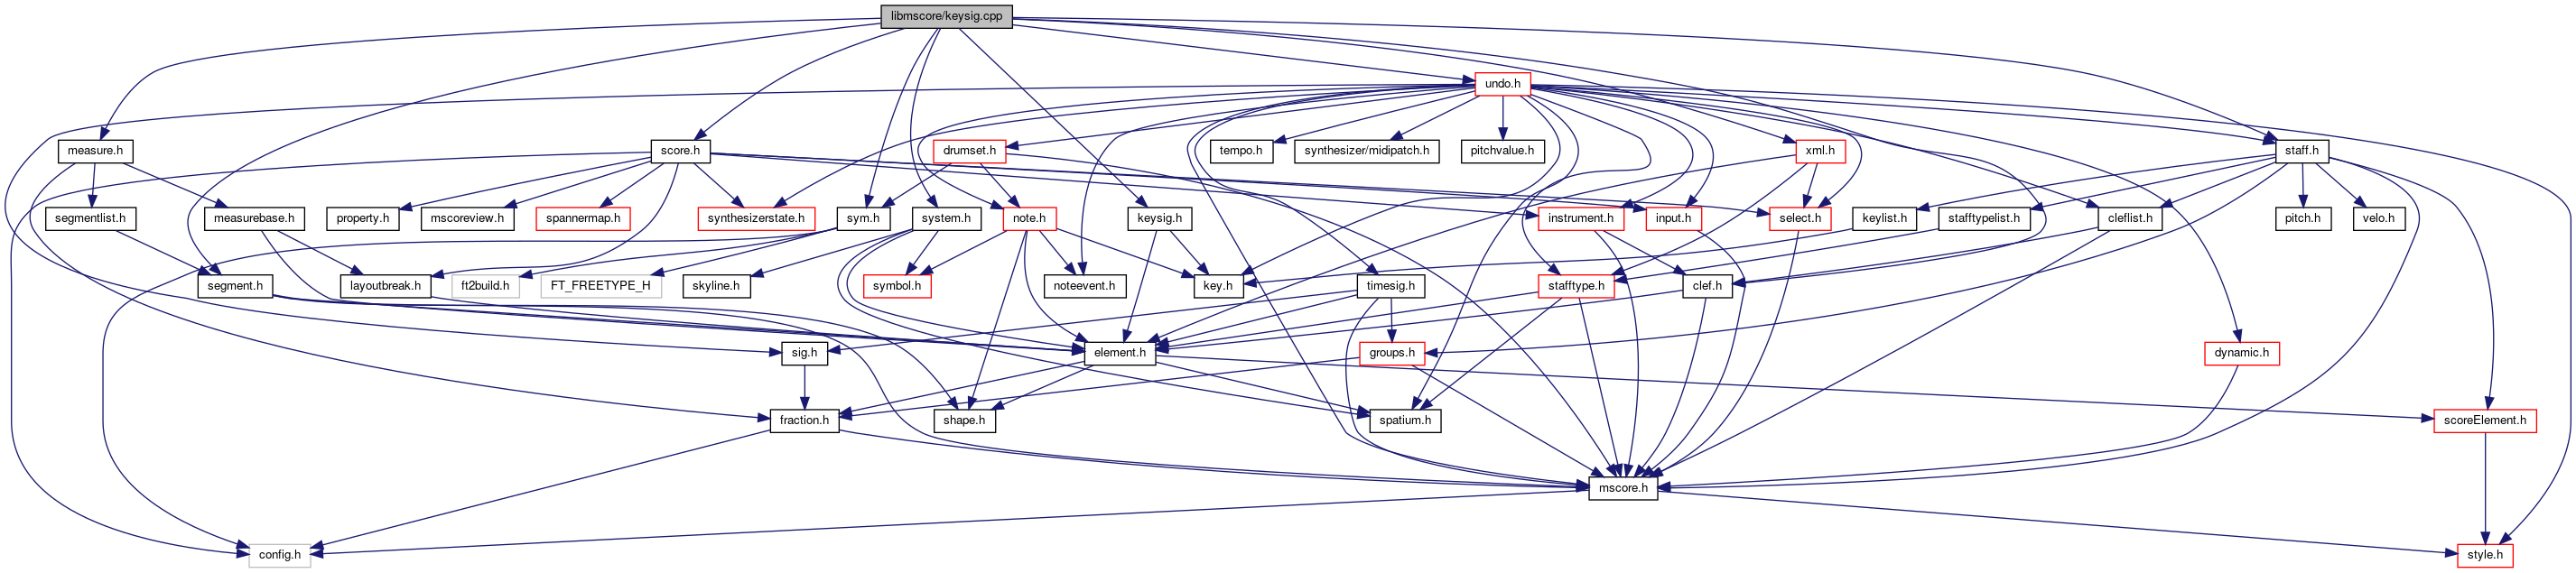 libmscore/keysig.cpp
undo.h
measure.h
score.h
drumset.h
tempo.h
synthesizer/midipatch.h
pitchvalue.h
xml.h
staff.h
segmentlist.h
measurebase.h
property.h
mscoreview.h
spannermap.h
synthesizerstate.h
sym.h
system.h
note.h
keysig.h
instrument.h
input.h
select.h
keylist.h
stafftypelist.h
cleflist.h
pitch.h
velo.h
segment.h
layoutbreak.h
ft2build.h
FT_FREETYPE_H
skyline.h
symbol.h
noteevent.h
key.h
timesig.h
stafftype.h
clef.h
sig.h
element.h
groups.h
dynamic.h
fraction.h
shape.h
spatium.h
scoreElement.h
mscore.h
config.h
style.h